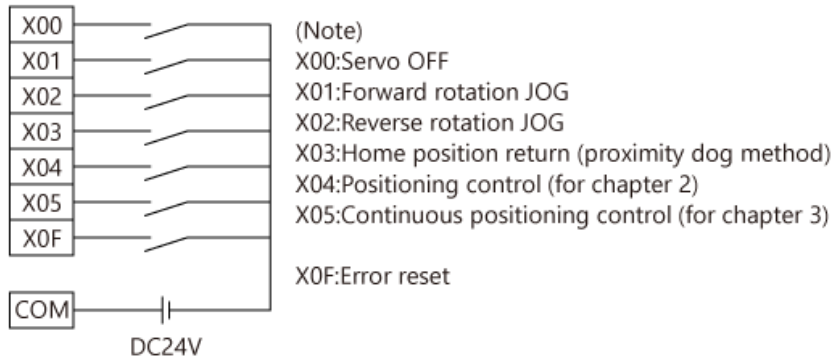 X00
X01
X02
X03
X04
X05
X0F
COM
DC24V
(Note)
X00:Servo OFF
X01:Forward rotation JOG
X02:Reverse rotation JOG
X03:Home position return (proximity dog method)
X04:Positioning control (for chapter 2)
X05:Continuous positioning control (for chapter 3)
X0F:Error reset